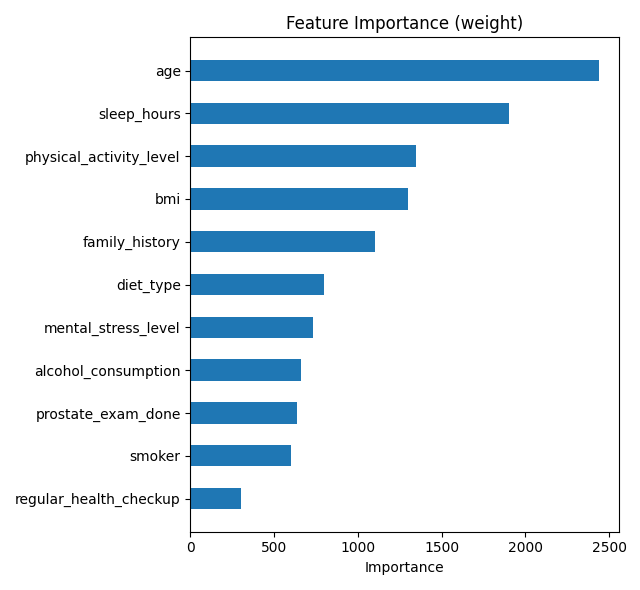 Feature Importance (weight)
age
sleep_hours
physical_activity_level
bmi
family_history
diet_type
mental_stress_level
alcohol_consumption
prostate_exam_done
smoker
regular_health_checkup
0 500 1000 1500 2000 2500
Importance